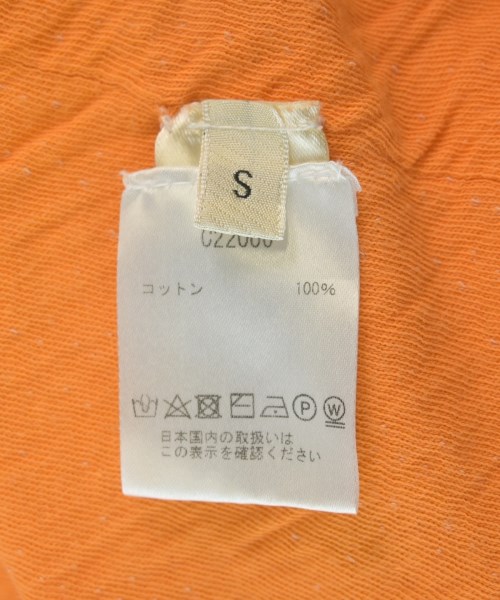 S
コットン 100%
P W
日本国内の取扱いは
この表示を確認ください